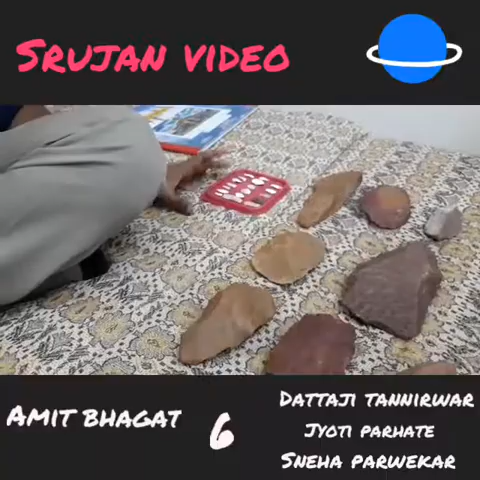 SRUJAN VIDEO
AMIT BHAGAT
6
DATTAJI TANNIRWAR
JYOTI PARHATE
SNEHA PARWEKAR